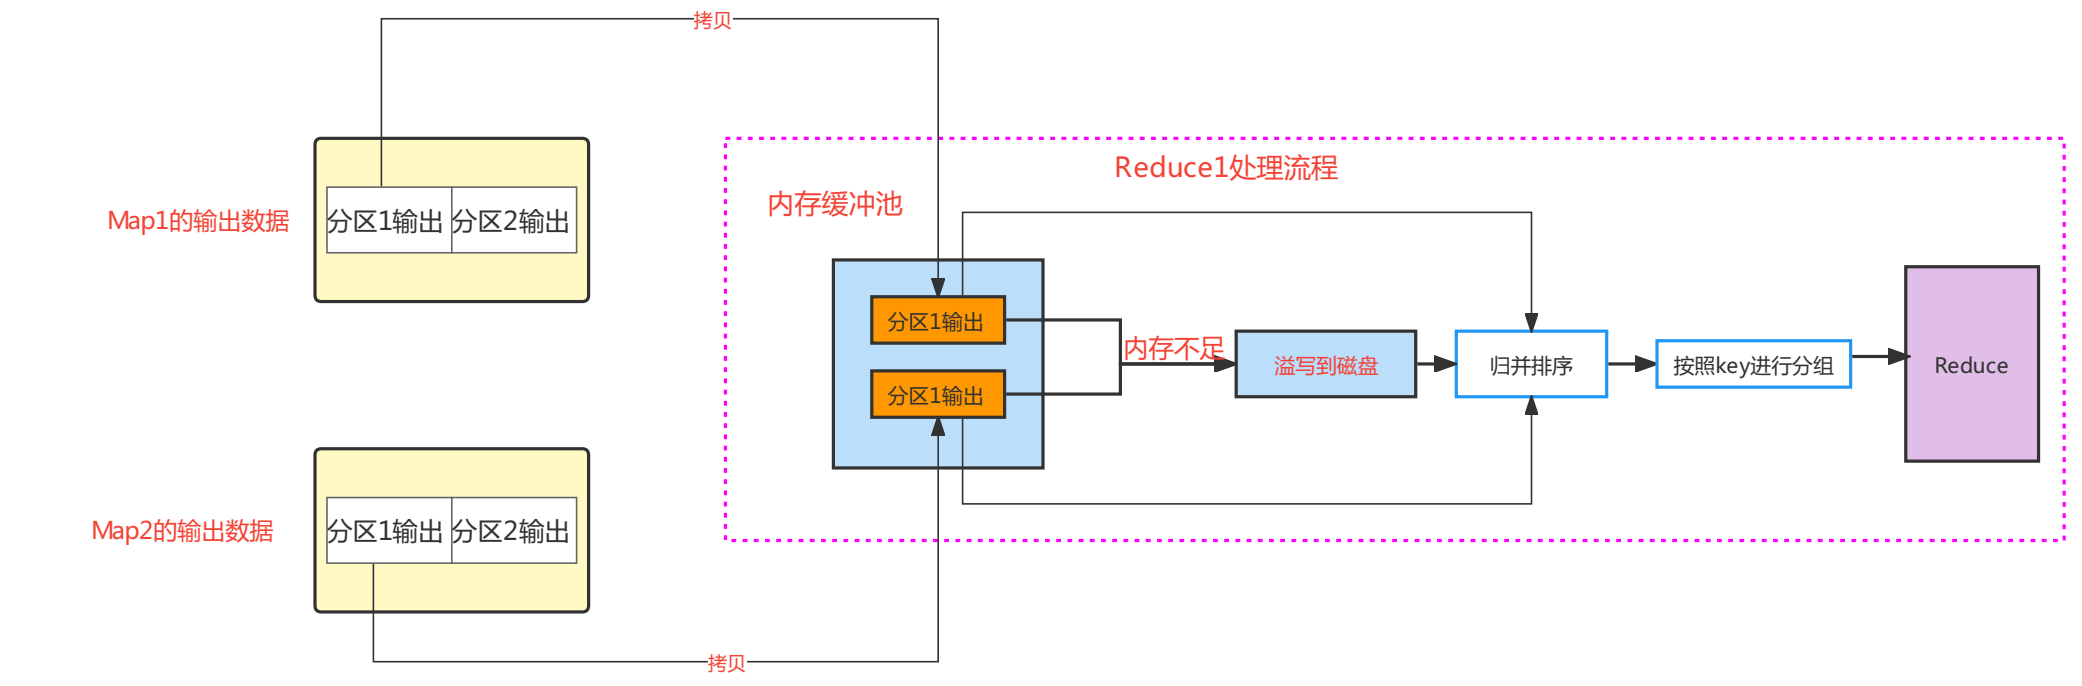 拷贝
Reduce1处理流程
内存缓冲池
Map1的输出数据
分区1输出 分区2输出
分区1输出
内存不足
溢写到磁盘
归并排序
按照key进行分组
Reduce
分区1输出
Map2的输出数据
分区1输出 分区2输出
拷贝